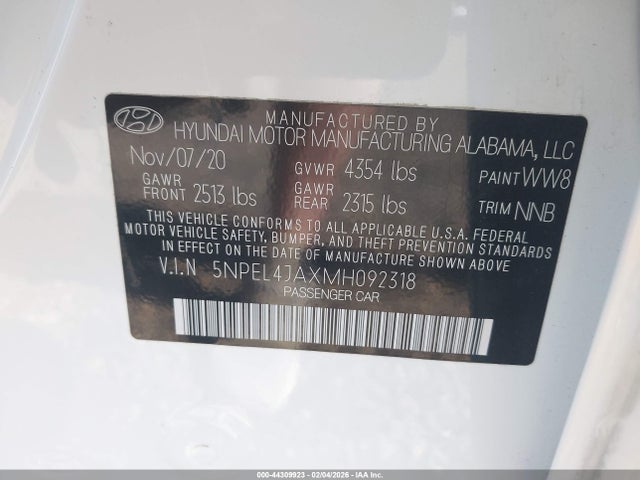 MANUFACTURED BY
HYUNDAI MOTOR MANUFACTURING ALABAMA, LLC
Nov/07/20 GVWR 4354 lbs PAINT WW8
GAWR FRONT 2513 lbs GAWR REAR 2315 lbs TRIM NNB
THIS VEHICLE CONFORMS TO ALL APPLICABLE U.S.A. FEDERAL
MOTOR VEHICLE SAFETY, BUMPER, AND THEFT PREVENTION STANDARDS
IN EFFECT ON THE DATE OF MANUFACTURE SHOWN ABOVE.
V.I.N 5NPEL4JAXMH092318
PASSENGER CAR
000-44309923 - 02/04/2026 - IAA Inc.